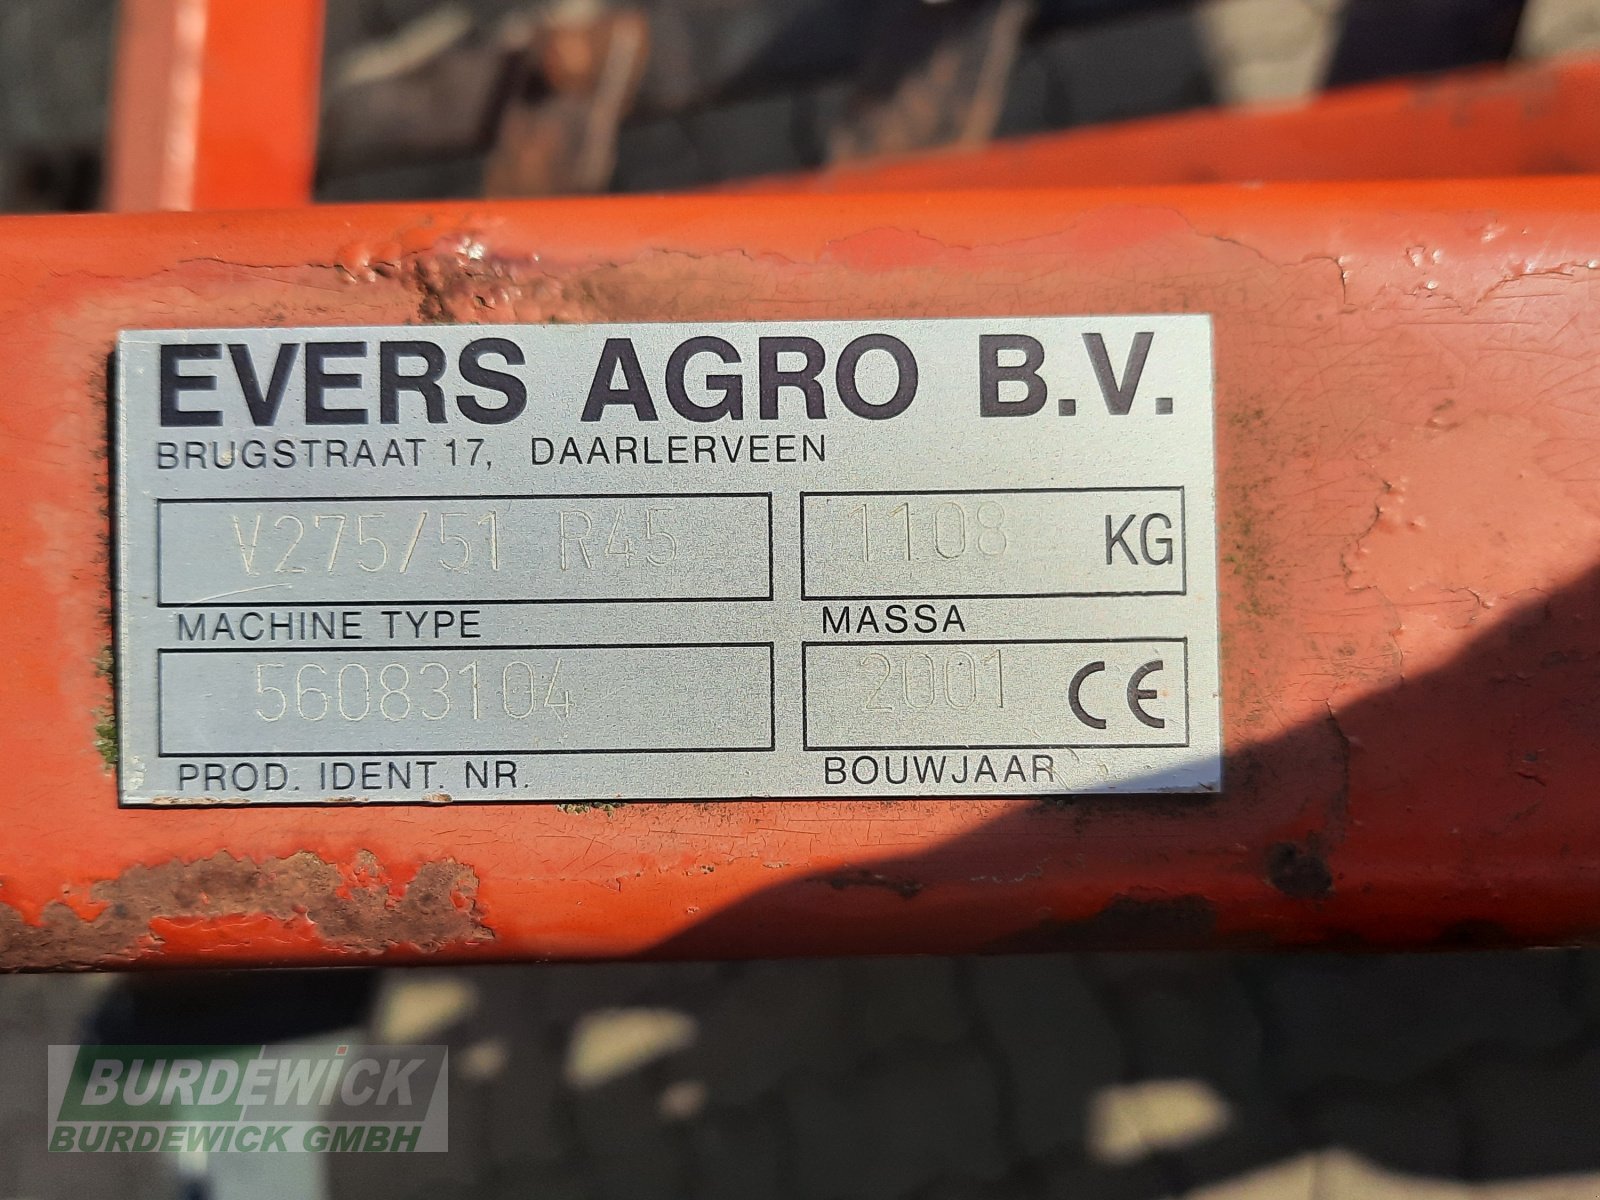 EVERS AGRO B.V.
BRUGSTRAAT 17, DAARLERVEEN
V275/51 R45
1108 KG
MACHINE TYPE
MASSA
56083104
2001 CE
PROD. IDENT. NR.
BOUWJAAR
BURDEWICK
BURDEWICK GMBH